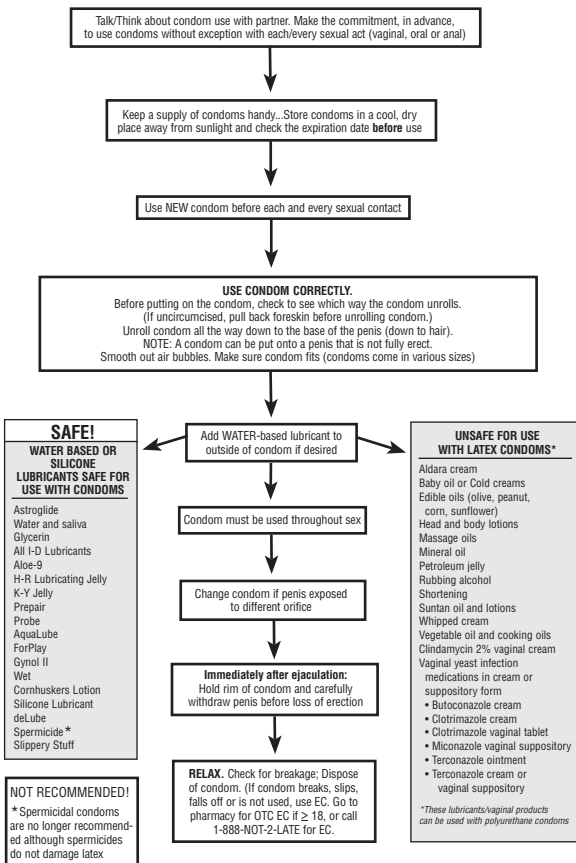 Talk/Think about condom use with partner. Make the commitment, in advance,
to use condoms without exception with each/every sexual act (vaginal, oral or anal)
Keep a supply of condoms handy...Store condoms in a cool, dry
place away from sunlight and check the expiration date before use
Use NEW condom before each and every sexual contact
USE CONDOM CORRECTLY.
Before putting on the condom, check to see which way the condom unrolls.
(If uncircumcised, pull back foreskin before unrolling condom.)
Unroll condom all the way down to the base of the penis (down to hair).
NOTE: A condom can be put onto a penis that is not fully erect.
Smooth out air bubbles. Make sure condom fits (condoms come in various sizes)
SAFE!
WATER BASED OR
SILICONE
LUBRICANTS SAFE FOR
USE WITH CONDOMS
Astroglide
Water and saliva
Glycerin
All I-D Lubricants
Aloe-9
H-R Lubricating Jelly
K-Y Jelly
Prepair
Probe
AquaLube
ForPlay
Gynol II
Wet
Cornhuskers Lotion
Silicone Lubricant
deLube
Spermicide*
Slippery Stuff
NOT RECOMMENDED!
*Spermicidal condoms
are no longer recommend-
ed although spermicides
do not damage latex
Add WATER-based lubricant to
outside of condom if desired
Condom must be used throughout sex
Change condom if penis exposed
to different orifice
Immediately after ejaculation:
Hold rim of condom and carefully
withdraw penis before loss of erection
RELAX. Check for breakage; Dispose
of condom. (If condom breaks, slips,
falls off or is not used, use EC. Go to
pharmacy for OTC EC if ≥ 18, or call
1-888-NOT-2-LATE for EC.
UNSAFE FOR USE
WITH LATEX CONDOMS*
Aldara cream
Baby oil or Cold creams
Edible oils (olive, peanut,
corn, sunflower)
Head and body lotions
Massage oils
Mineral oil
Petroleum jelly
Rubbing alcohol
Shortening
Suntan oil and lotions
Whipped cream
Vegetable oil and cooking oils
Clindamycin 2% vaginal cream
Vaginal yeast infection
medications in cream or
suppository form
• Butoconazole cream
• Clotrimazole cream
• Clotrimazole vaginal tablet
• Miconazole vaginal suppository
• Terconazole ointment
• Terconazole cream or
vaginal suppository
*These lubricants/vaginal products
can be used with polyurethane condoms